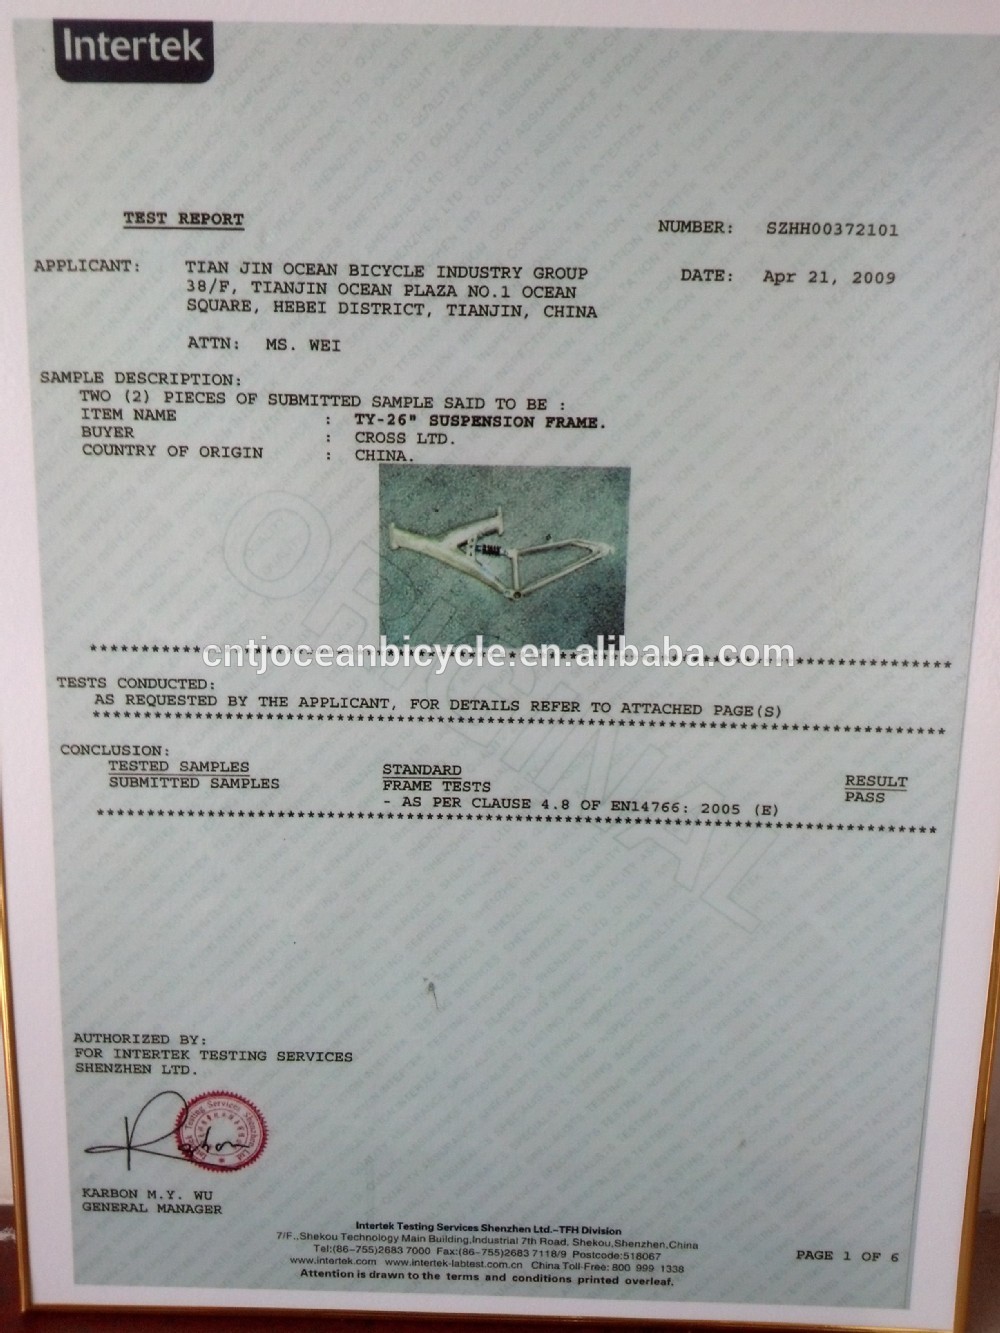 Intertek
TEST REPORT
NUMBER: SZHH00372101
APPLICANT: TIAN JIN OCEAN BICYCLE INDUSTRY GROUP
38/F, TIANJIN OCEAN PLAZA NO.1 OCEAN
SQUARE, HEBEI DISTRICT, TIANJIN, CHINA
DATE: Apr 21, 2009
ATTN: MS. WEI
SAMPLE DESCRIPTION:
TWO (2) PIECES OF SUBMITTED SAMPLE SAID TO BE :
ITEM NAME : TY-26" SUSPENSION FRAME.
BUYER : CROSS LTD.
COUNTRY OF ORIGIN : CHINA.
ORIGINAL
cntjoceanbicycle.en.alibaba.com
TESTS CONDUCTED:
AS REQUESTED BY THE APPLICANT, FOR DETAILS REFER TO ATTACHED PAGE(S)
CONCLUSION:
TESTED SAMPLES STANDARD RESULT
SUBMITTED SAMPLES FRAME TESTS PASS
- AS PER CLAUSE 4.8 OF EN14766: 2005 (E)
AUTHORIZED BY:
FOR INTERTEK TESTING SERVICES
SHENZHEN LTD.
KARBON M.Y. WU
GENERAL MANAGER
Intertek Testing Services Shenzhen Ltd.-TFH Division
7/F.,Shekou Technology Main Building,Industrial 7th Road, Shekou,Shenzhen,China
Tel:(86-755)2683 7000 Fax:(86-755)2683 7118/9 Postcode:518067
www.intertek.com www.intertek-labtest.com.cn China Toll-Free: 800 999 1338
Attention is drawn to the terms and conditions printed overleaf.
PAGE 1 OF 6